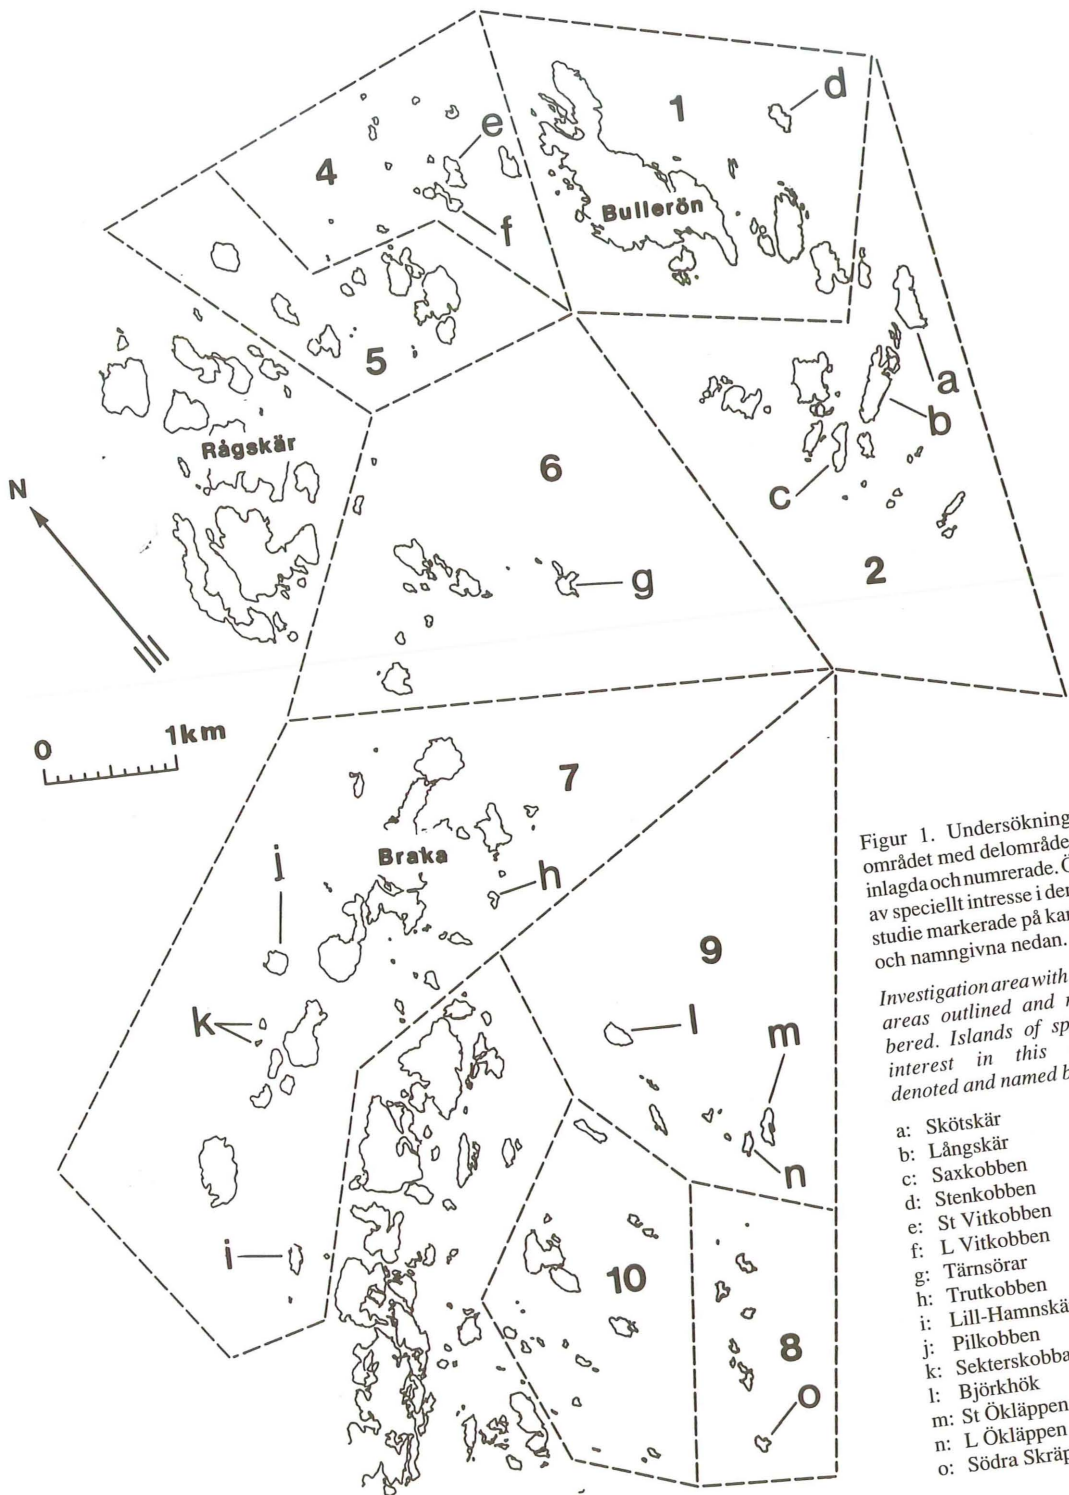 1
d
e
4
Bullerön
f
5
a
b
Rågskär
6
c
N
g
2
0 1km
7
j
Braka
h
9
k
l
m
n
i
10
8
o
Figur 1. Undersökning
området med delområde
inlagda och numrerade.
av speciellt intresse i den
studie markerade på
och namngivna nedan.
Investigation area with
areas outlined and
bered. Islands of
interest in this
denoted and named
a: Skötskär
b: Långskär
c: Saxkobben
d: Stenkobben
e: St Vitkobben
f: L Vitkobben
g: Tärnsörar
h: Trutkobben
i:
j: Pilkobben
k:
l: Björkhök
m: St Ökläppen
n: L Ökläppen
o: Södra